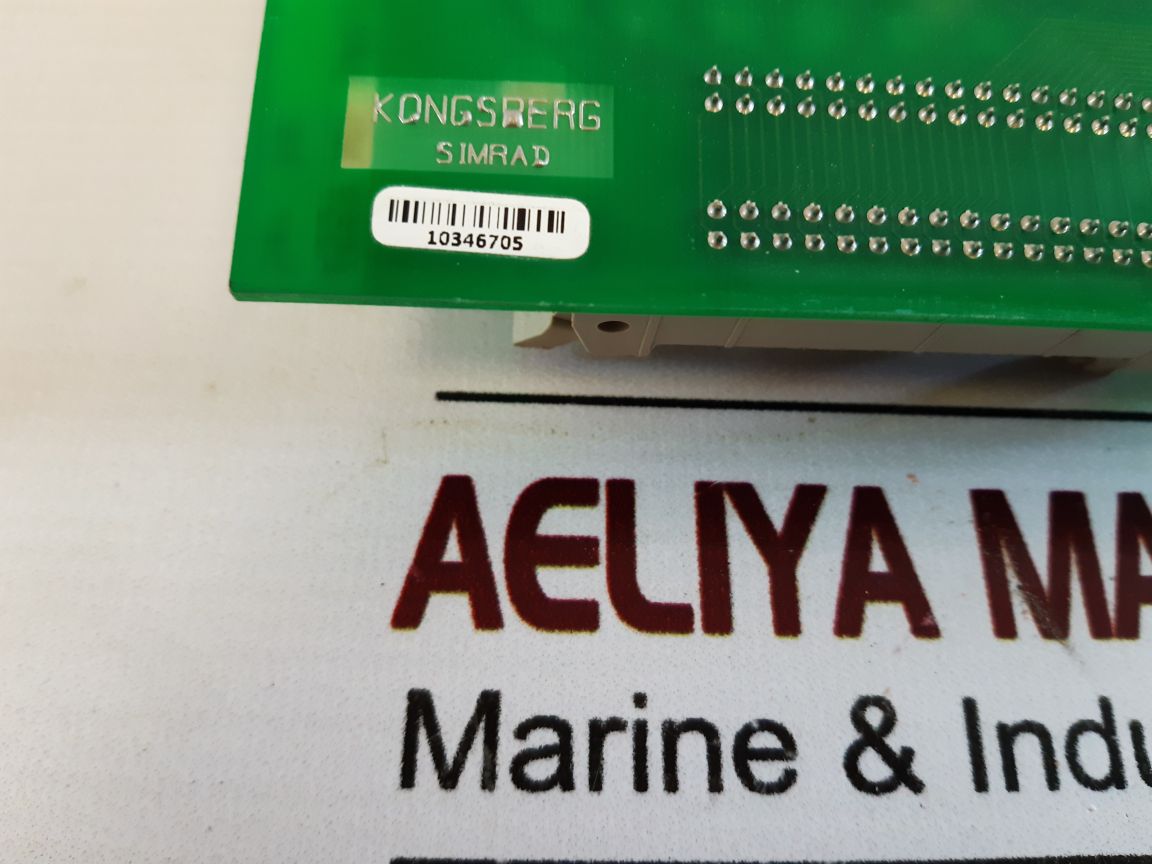 KONGSBERG
SIMRAD
10346705
AELIYA MA
Marine & Indu